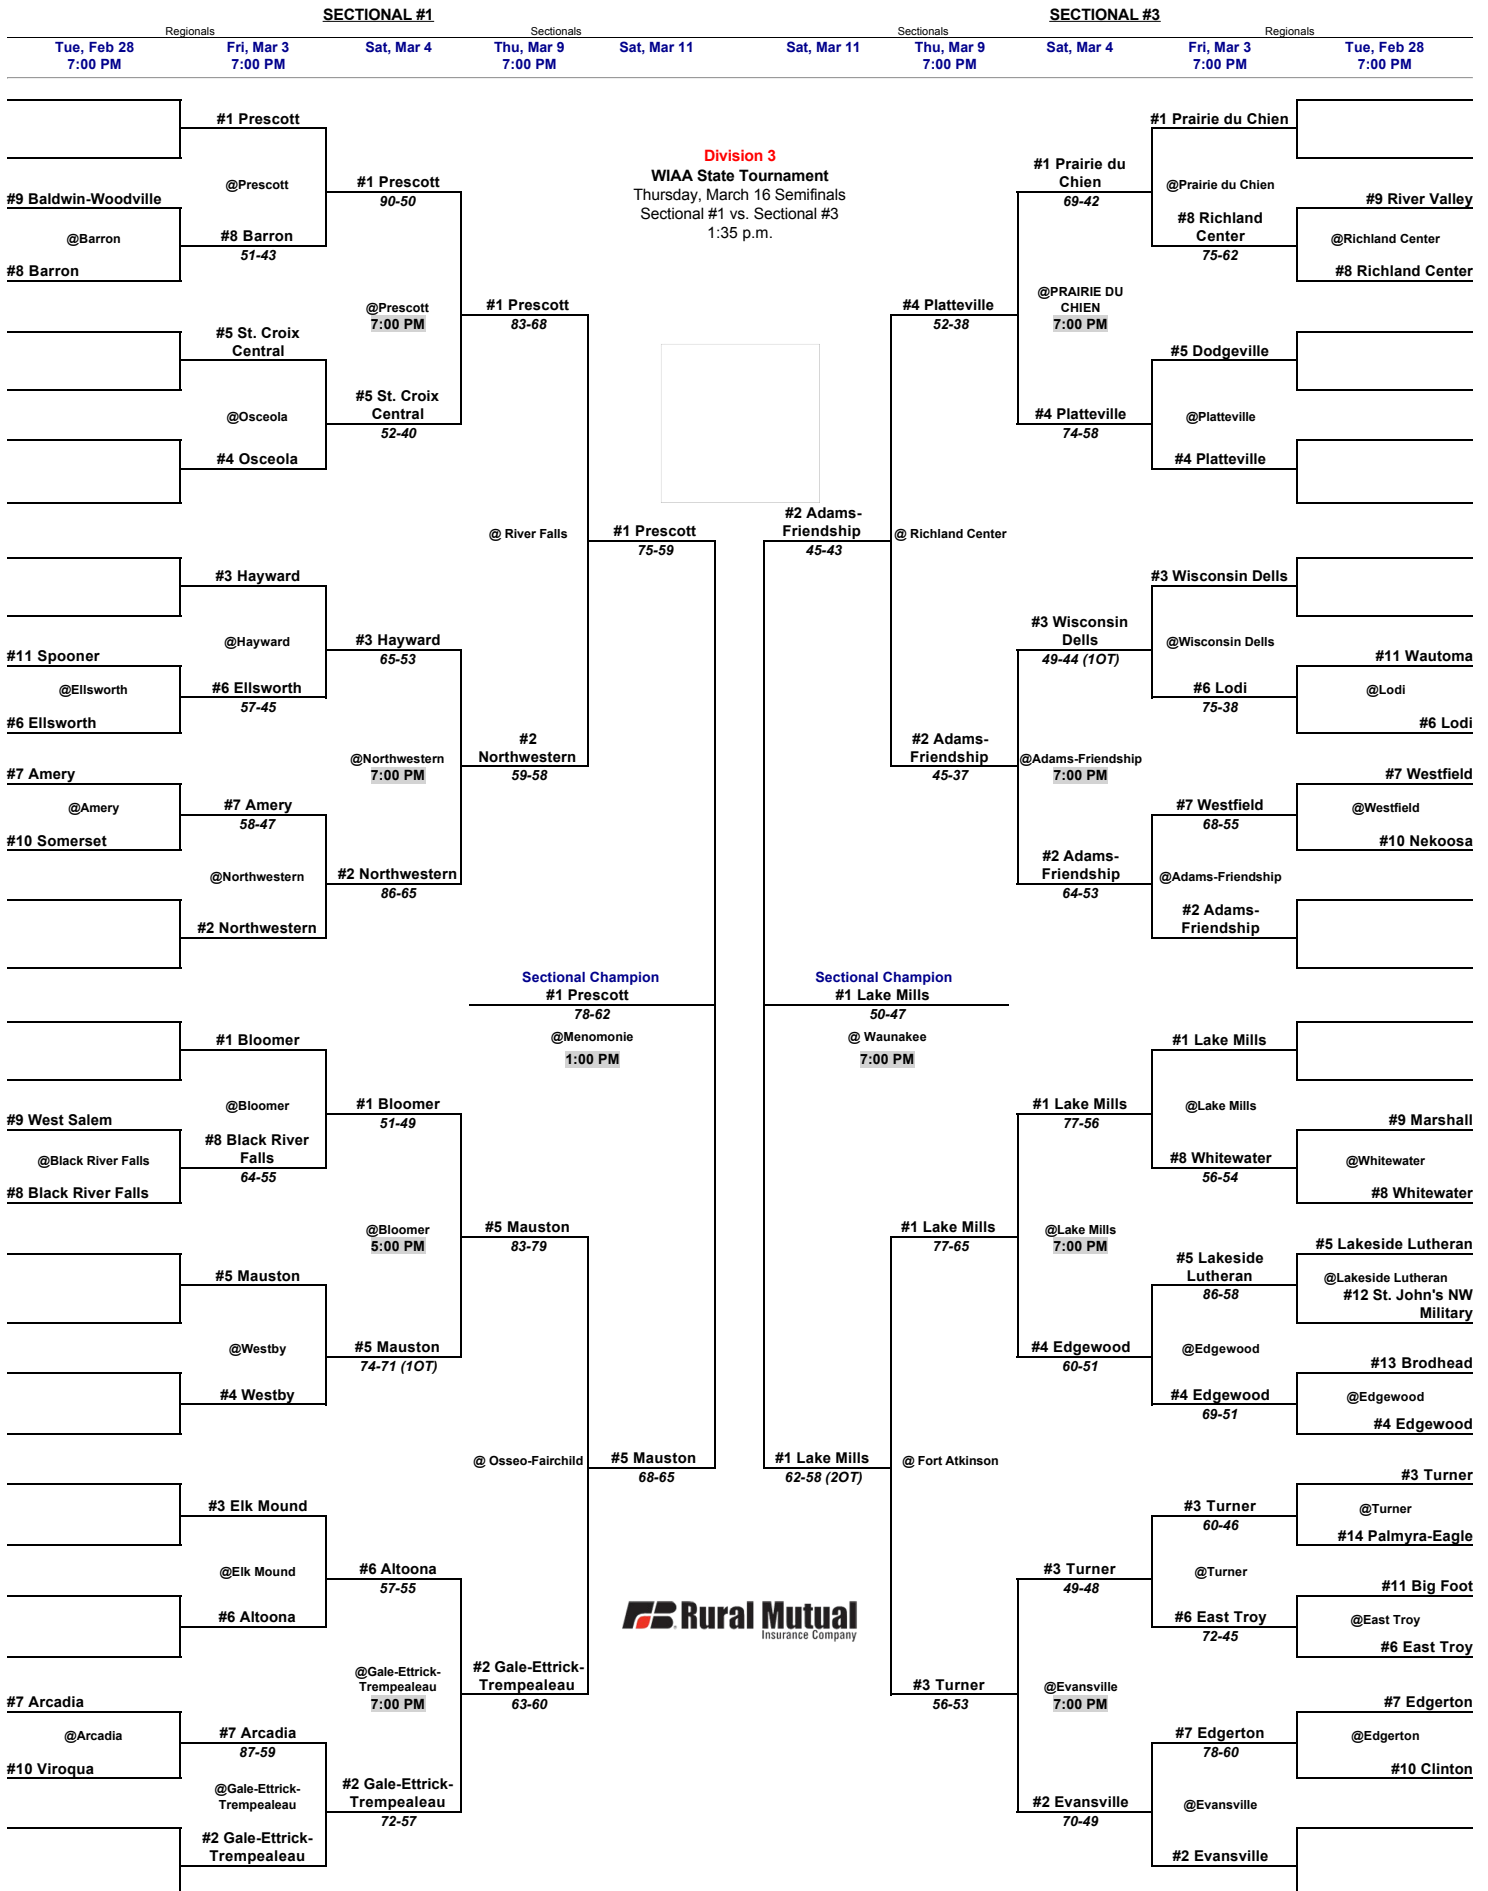 SECTIONAL #1
SECTIONAL #3
Regionals
Sectionals
Sectionals
Regionals
Tue, Feb 28
7:00 PM
Fri, Mar 3
7:00 PM
Sat, Mar 4
Thu, Mar 9
7:00 PM
Sat, Mar 11
Sat, Mar 11
Thu, Mar 9
7:00 PM
Sat, Mar 4
Fri, Mar 3
7:00 PM
Tue, Feb 28
7:00 PM
Division 3
WIAA State Tournament
Thursday, March 16 Semifinals
Sectional #1 vs. Sectional #3
1:35 p.m.
#9 Baldwin-Woodville
@Barron
#8 Barron
#11 Spooner
@Ellsworth
#6 Ellsworth
#7 Amery
@Amery
#10 Somerset
#9 West Salem
@Black River Falls
#8 Black River Falls
#7 Arcadia
@Arcadia
#10 Viroqua
#1 Prescott
@Prescott
#8 Barron
51-43
#5 St. Croix
Central
@Osceola
#4 Osceola
#3 Hayward
@Hayward
#6 Ellsworth
57-45
#7 Amery
58-47
@Northwestern
#2 Northwestern
#1 Bloomer
@Bloomer
#8 Black River
Falls
64-55
#5 Mauston
@Westby
#4 Westby
#3 Elk Mound
@Elk Mound
#6 Altoona
#7 Arcadia
87-59
@Gale-Ettrick-
Trempealeau
#2 Gale-Ettrick-
Trempealeau
#1 Prescott
90-50
@Prescott
7:00 PM
#5 St. Croix
Central
52-40
#3 Hayward
65-53
@Northwestern
7:00 PM
#2 Northwestern
86-65
#1 Bloomer
51-49
@Bloomer
5:00 PM
#5 Mauston
74-71 (1OT)
#6 Altoona
57-55
@Gale-Ettrick-
Trempealeau
7:00 PM
#2 Gale-Ettrick-
Trempealeau
72-57
#1 Prescott
83-68
@ River Falls
#2
Northwestern
59-58
#5 Mauston
83-79
@ Osseo-Fairchild
#2 Gale-Ettrick-
Trempealeau
63-60
#1 Prescott
75-59
Sectional Champion
#1 Prescott
78-62
@Menomonie
1:00 PM
#5 Mauston
68-65
#2 Adams-
Friendship
45-43
Sectional Champion
#1 Lake Mills
50-47
@ Waunakee
7:00 PM
#1 Lake Mills
62-58 (2OT)
Rural Mutual
Insurance Company
#4 Platteville
52-38
@ Richland Center
#2 Adams-
Friendship
45-37
#1 Lake Mills
77-65
@ Fort Atkinson
#3 Turner
56-53
#1 Prairie du
Chien
69-42
@PRAIRIE DU
CHIEN
7:00 PM
#4 Platteville
74-58
#3 Wisconsin
Dells
49-44 (1OT)
@Adams-Friendship
7:00 PM
#2 Adams-
Friendship
64-53
#1 Lake Mills
77-56
@Lake Mills
7:00 PM
#4 Edgewood
60-51
#3 Turner
49-48
@Evansville
7:00 PM
#2 Evansville
70-49
#1 Prairie du Chien
@Prairie du Chien
#8 Richland
Center
75-62
#5 Dodgeville
@Platteville
#4 Platteville
#3 Wisconsin Dells
@Wisconsin Dells
#6 Lodi
75-38
#7 Westfield
68-55
@Adams-Friendship
#2 Adams-
Friendship
#1 Lake Mills
@Lake Mills
#8 Whitewater
56-54
#5 Lakeside
Lutheran
86-58
@Edgewood
#4 Edgewood
69-51
#3 Turner
60-46
@Turner
#6 East Troy
72-45
#7 Edgerton
78-60
@Evansville
#2 Evansville
#9 River Valley
@Richland Center
#8 Richland Center
#11 Wautoma
@Lodi
#6 Lodi
#7 Westfield
@Westfield
#10 Nekoosa
#9 Marshall
@Whitewater
#8 Whitewater
#5 Lakeside Lutheran
@Lakeside Lutheran
#12 St. John's NW
Military
#13 Brodhead
@Edgewood
#4 Edgewood
#3 Turner
@Turner
#14 Palmyra-Eagle
#11 Big Foot
@East Troy
#6 East Troy
#7 Edgerton
@Edgerton
#10 Clinton